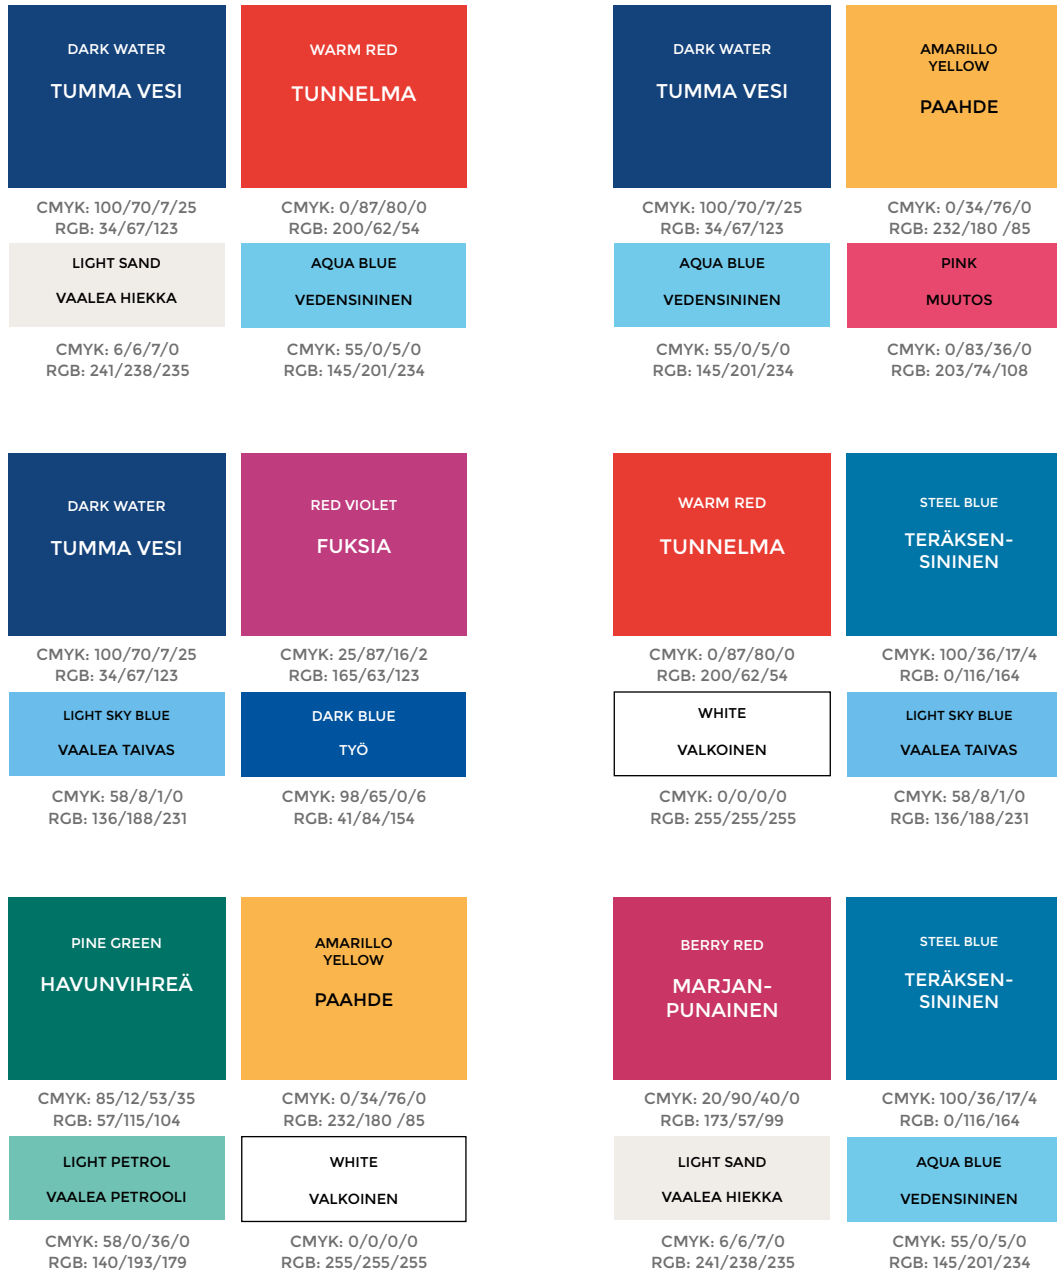 DARK WATER
TUMMA VESI
CMYK: 100/70/7/25
RGB: 34/67/123
WARM RED
TUNNELMA
CMYK: 0/87/80/0
RGB: 200/62/54
LIGHT SAND
VAALEA HIEKKA
CMYK: 6/6/7/0
RGB: 241/238/235
AQUA BLUE
VEDENSININEN
CMYK: 55/0/5/0
RGB: 145/201/234
DARK WATER
TUMMA VESI
CMYK: 100/70/7/25
RGB: 34/67/123
AMARILLO
YELLOW
PAAHDE
CMYK: 0/34/76/0
RGB: 232/180 /85
AQUA BLUE
VEDENSININEN
CMYK: 55/0/5/0
RGB: 145/201/234
PINK
MUUTOS
CMYK: 0/83/36/0
RGB: 203/74/108
DARK WATER
TUMMA VESI
CMYK: 100/70/7/25
RGB: 34/67/123
RED VIOLET
FUKSIA
CMYK: 25/87/16/2
RGB: 165/63/123
LIGHT SKY BLUE
VAALEA TAIVAS
CMYK: 58/8/1/0
RGB: 136/188/231
DARK BLUE
TYÖ
CMYK: 98/65/0/6
RGB: 41/84/154
WARM RED
TUNNELMA
CMYK: 0/87/80/0
RGB: 200/62/54
STEEL BLUE
TERÄKSEN-
SININEN
CMYK: 100/36/17/4
RGB: 0/116/164
WHITE
VALKOINEN
CMYK: 0/0/0/0
RGB: 255/255/255
LIGHT SKY BLUE
VAALEA TAIVAS
CMYK: 58/8/1/0
RGB: 136/188/231
PINE GREEN
HAVUNVIHREÄ
CMYK: 85/12/53/35
RGB: 57/115/104
AMARILLO
YELLOW
PAAHDE
CMYK: 0/34/76/0
RGB: 232/180 /85
LIGHT PETROL
VAALEA PETROOLI
CMYK: 58/0/36/0
RGB: 140/193/179
WHITE
VALKOINEN
CMYK: 0/0/0/0
RGB: 255/255/255
BERRY RED
MARJAN-
PUNAINEN
CMYK: 20/90/40/0
RGB: 173/57/99
STEEL BLUE
TERÄKSEN-
SININEN
CMYK: 100/36/17/4
RGB: 0/116/164
LIGHT SAND
VAALEA HIEKKA
CMYK: 6/6/7/0
RGB: 241/238/235
AQUA BLUE
VEDENSININEN
CMYK: 55/0/5/0
RGB: 145/201/234